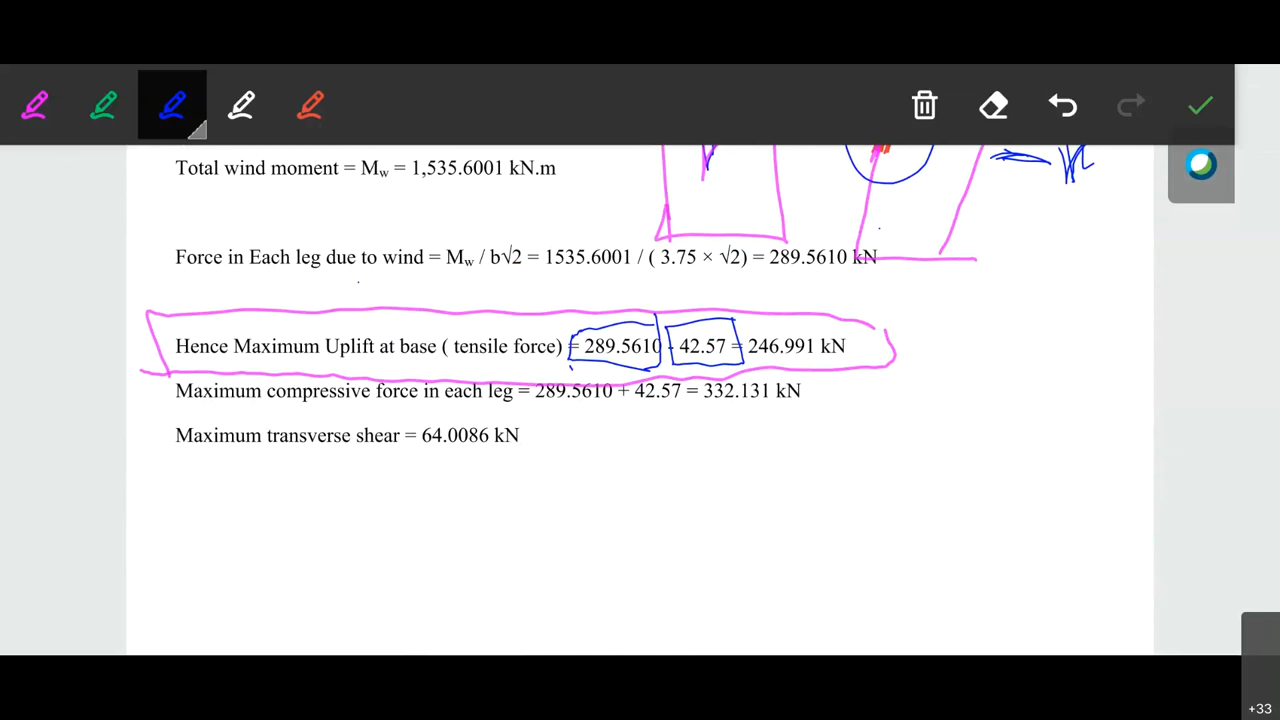 Total wind moment = Mw = 1,535.6001 kN.m
Force in Each leg due to wind = Mw / b√2 = 1535.6001 / ( 3.75 × √2) = 289.5610 kN
Hence Maximum Uplift at base ( tensile force) = 289.5610 - 42.57 = 246.991 kN
Maximum compressive force in each leg = 289.5610 + 42.57 = 332.131 kN
Maximum transverse shear = 64.0086 kN
+33